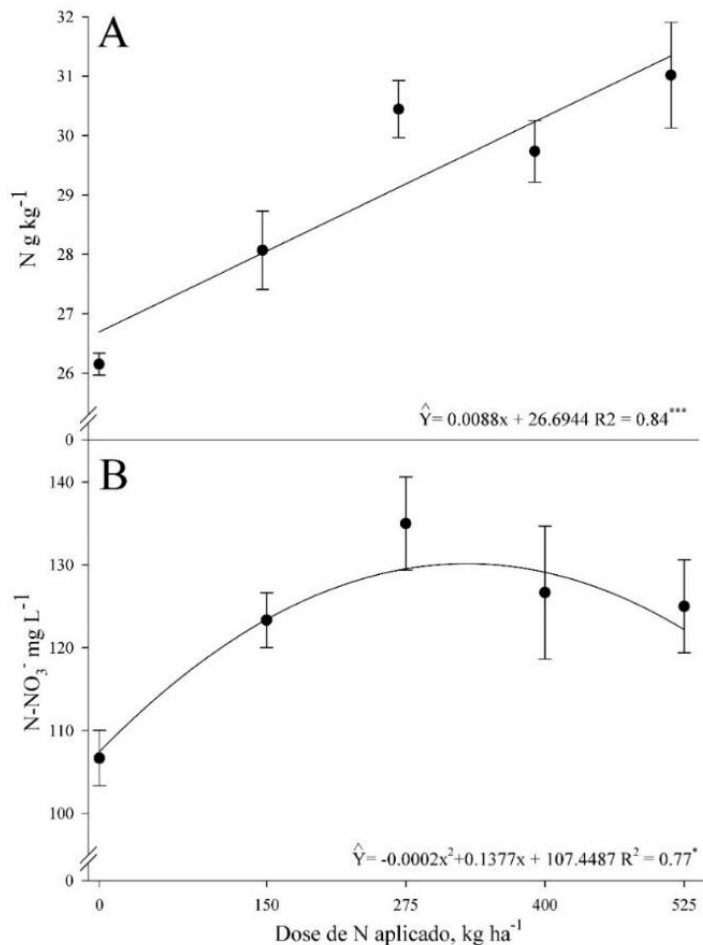 A
32
31
30
29
28
27
26
0
N g kg⁻¹
Ŷ= 0.0088x + 26.6944 R2 = 0.84***
B
140
130
120
110
100
0
N-NO₃⁻ mg L⁻¹
Ŷ= -0.0002x²+0.1377x + 107.4487 R² = 0.77*
0 150 275 400 525
Dose de N aplicado, kg ha⁻¹